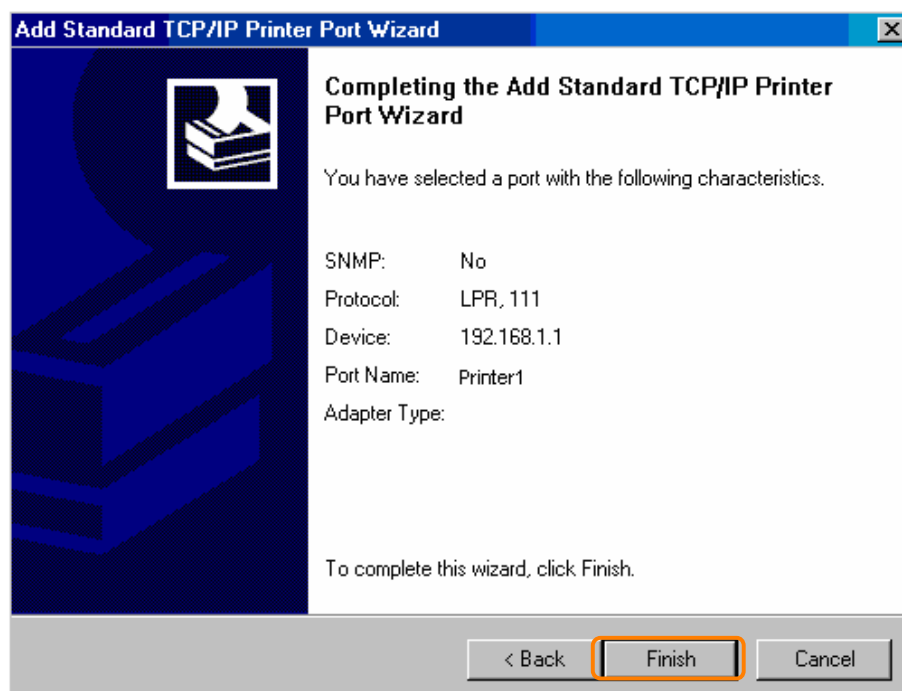 Add Standard TCP/IP Printer Port Wizard
Completing the Add Standard TCP/IP Printer
Port Wizard
You have selected a port with the following characteristics.
SNMP: No
Protocol: LPR, 111
Device: 192.168.1.1
Port Name: Printer1
Adapter Type:
To complete this wizard, click Finish.
< Back Finish Cancel